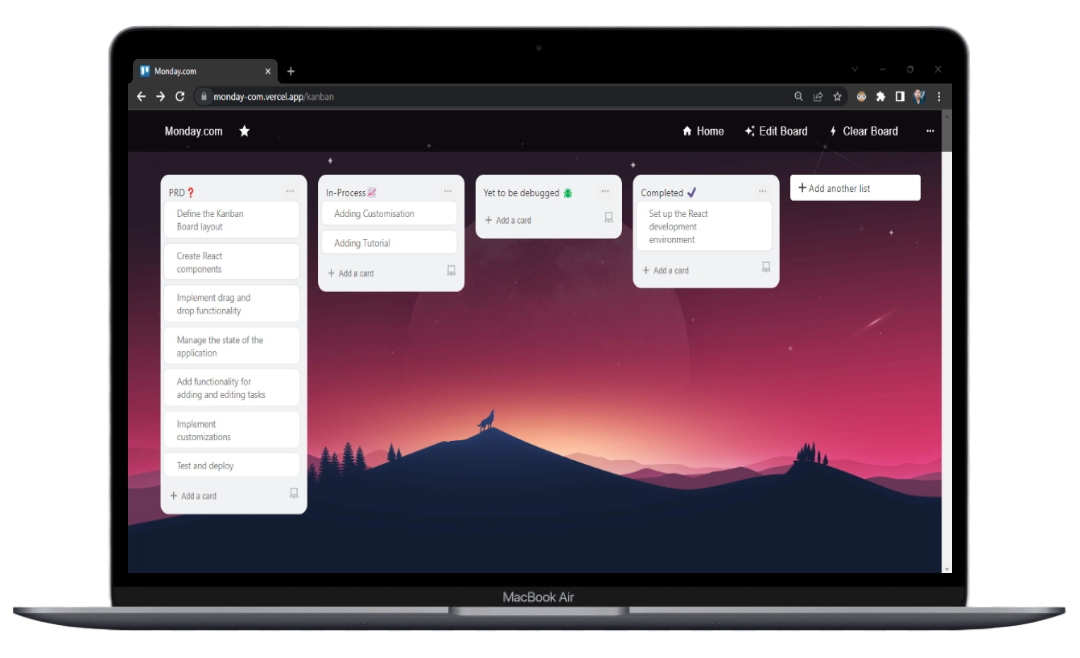 Monday.com
monday-com.vercel.app/kanban
Monday.com
Home
Edit Board
Clear Board
PRD❓
Define the Kanban
Board layout
Create React
components
Implement drag and
drop functionality
Manage the state of the
application
Add functionality for
adding and editing tasks
Implement
customizations
Test and deploy
+ Add a card
In-Process📈
Adding Customisation
Adding Tutorial
+ Add a card
Yet to be debugged 🪲
+ Add a card
Completed ✔
Set up the React
development
environment
+ Add a card
+ Add another list
MacBook Air